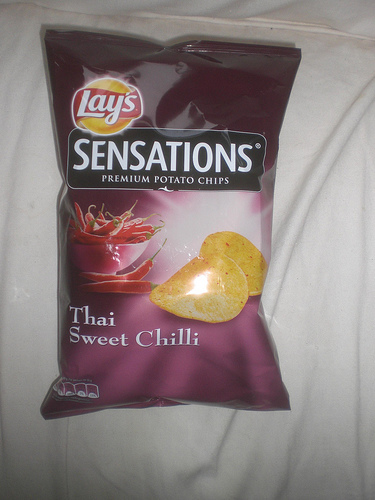 Lay's
SENSATIONS®
PREMIUM POTATO CHIPS
Thai
Sweet Chilli